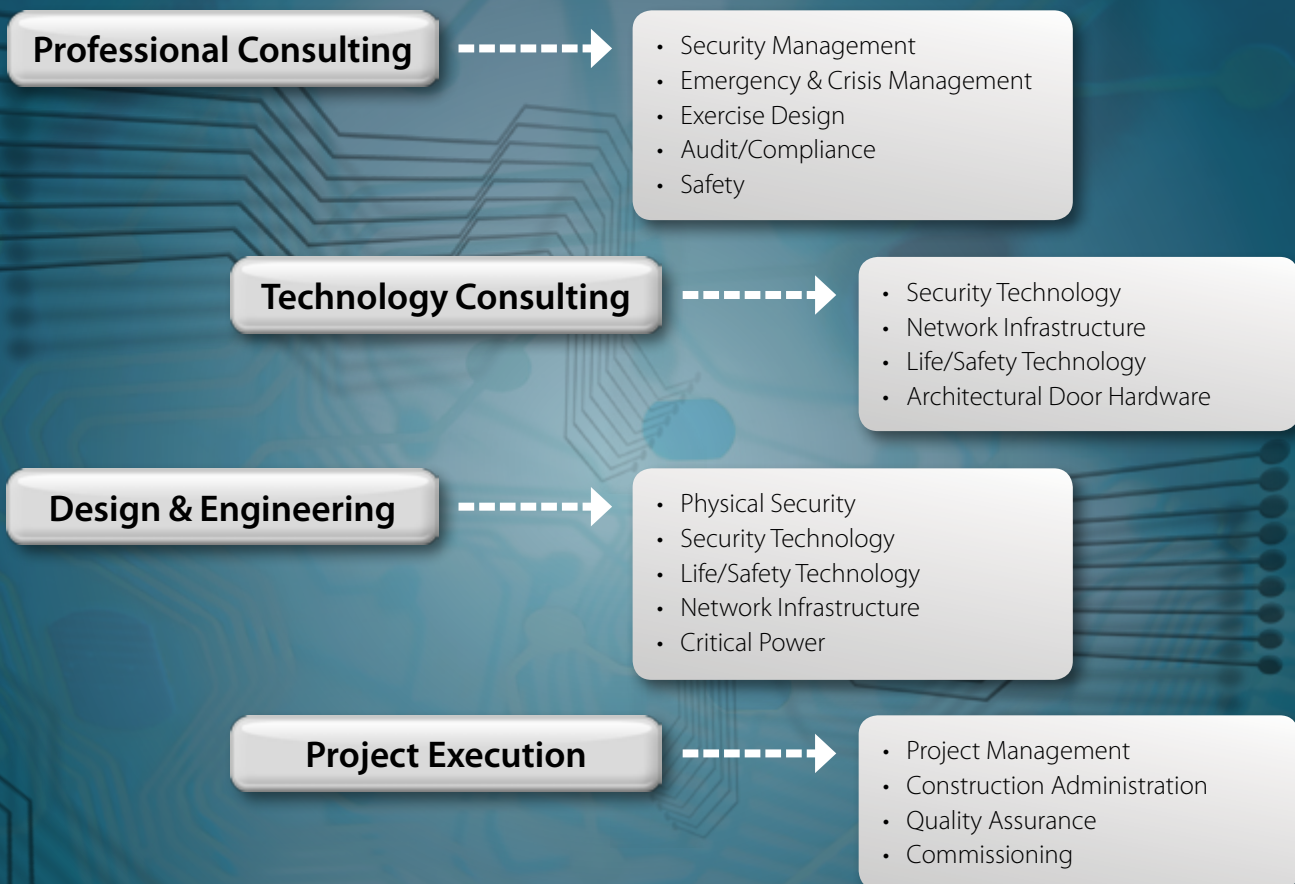 Professional Consulting
• Security Management
• Emergency & Crisis Management
• Exercise Design
• Audit/Compliance
• Safety
Technology Consulting
• Security Technology
• Network Infrastructure
• Life/Safety Technology
• Architectural Door Hardware
Design & Engineering
• Physical Security
• Security Technology
• Life/Safety Technology
• Network Infrastructure
• Critical Power
Project Execution
• Project Management
• Construction Administration
• Quality Assurance
• Commissioning